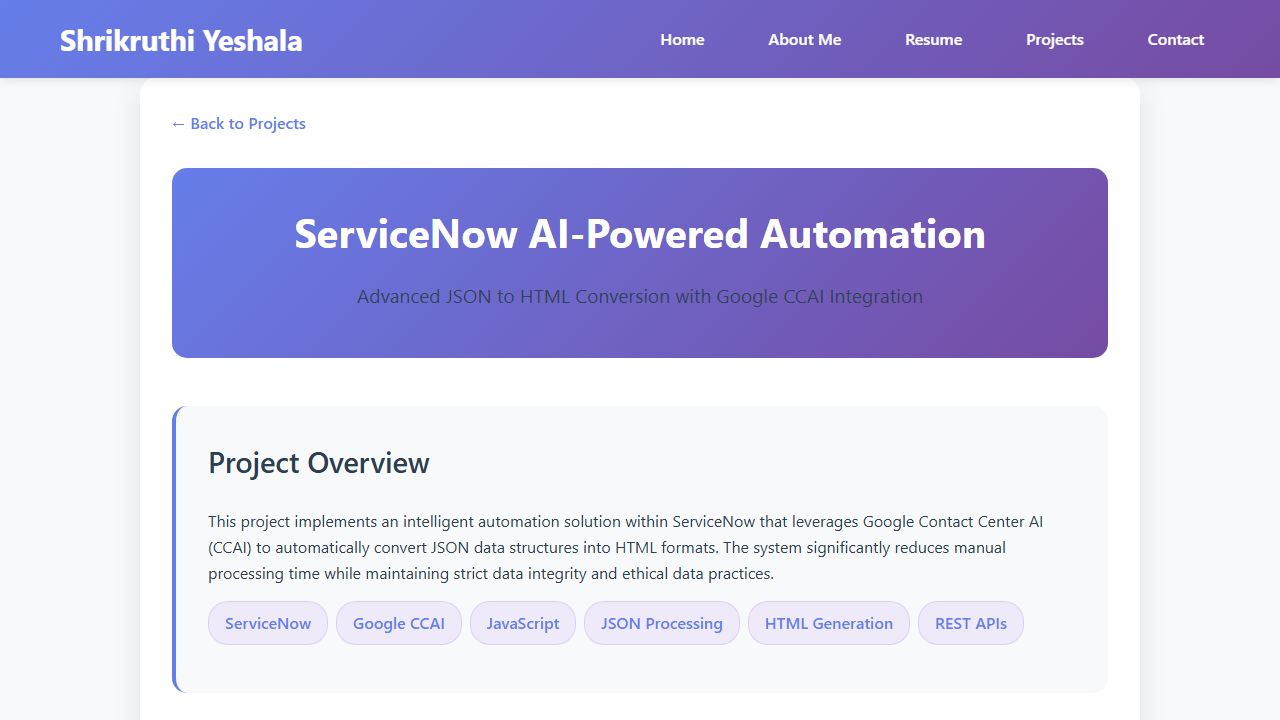 Shrikruthi Yeshala
Home About Me Resume Projects Contact
← Back to Projects
ServiceNow AI-Powered Automation
Advanced JSON to HTML Conversion with Google CCAI Integration
Project Overview
This project implements an intelligent automation solution within ServiceNow that leverages Google Contact Center AI
(CCAI) to automatically convert JSON data structures into HTML formats. The system significantly reduces manual
processing time while maintaining strict data integrity and ethical data practices.
ServiceNow Google CCAI JavaScript JSON Processing HTML Generation REST APIs